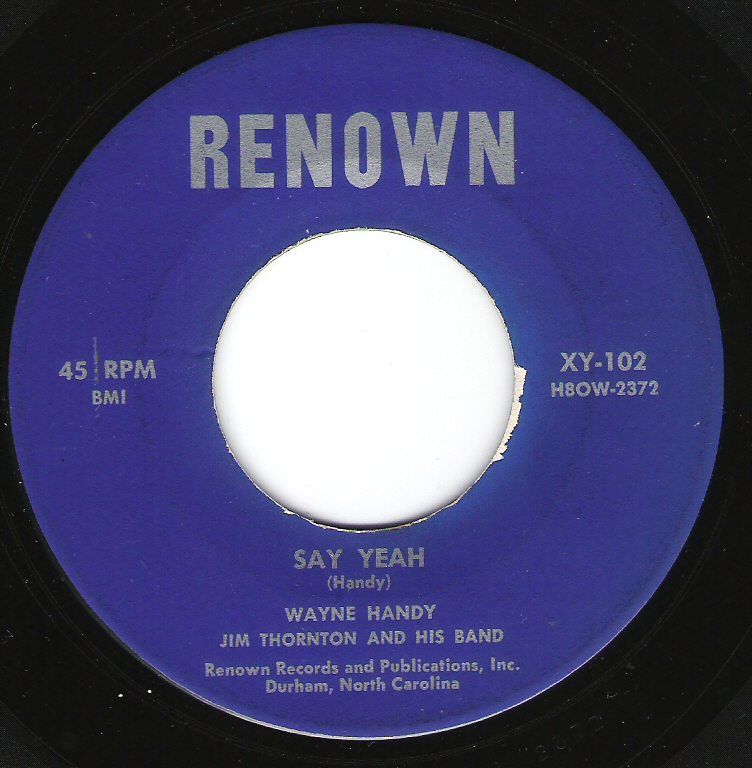 RENOWN
45 RPM
BMI
XY-102
H8OW-2372
SAY YEAH
(Handy)
WAYNE HANDY
JIM THORNTON AND HIS BAND
Renown Records and Publications, Inc.
Durham, North Carolina